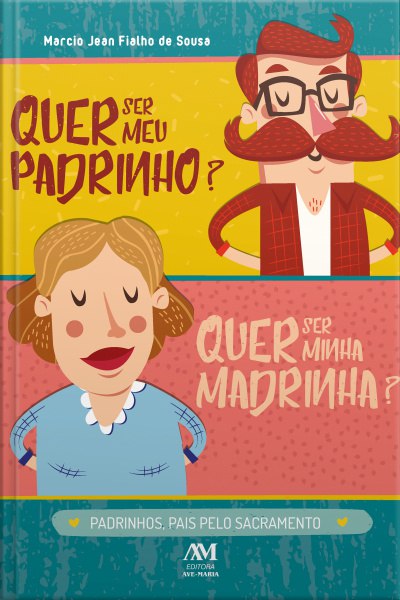 Marcio Jean Fialho de Sousa
QUER SER MEU
PADRINHO?
QUER SER MINHA
MADRINHA?
PADRINHOS, PAIS PELO SACRAMENTO
AM
EDITORA
AVE-MARIA